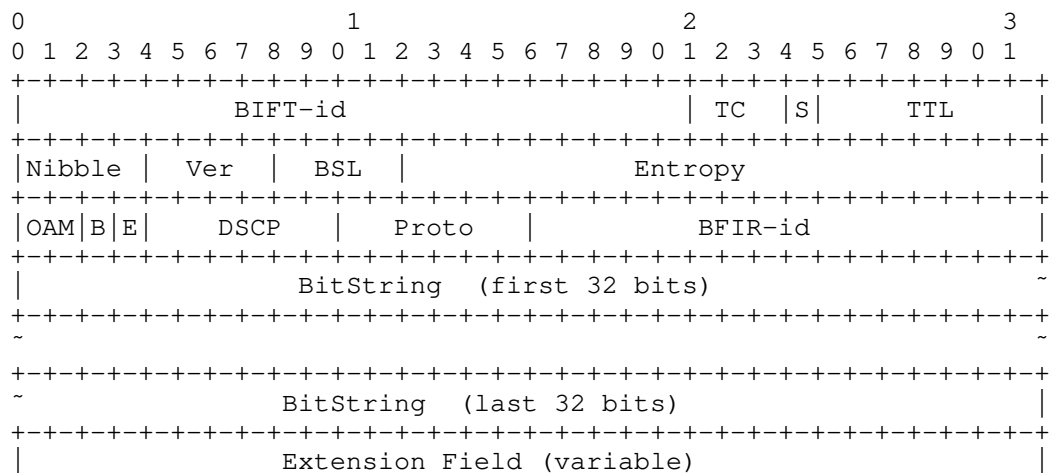 0                   1                   2                   3
0 1 2 3 4 5 6 7 8 9 0 1 2 3 4 5 6 7 8 9 0 1 2 3 4 5 6 7 8 9 0 1
+-+-+-+-+-+-+-+-+-+-+-+-+-+-+-+-+-+-+-+-+-+-+-+-+-+-+-+-+-+-+-+-+
|             BIFT-id                     | TC  |S|     TTL       |
+-+-+-+-+-+-+-+-+-+-+-+-+-+-+-+-+-+-+-+-+-+-+-+-+-+-+-+-+-+-+-+-+
|Nibble |  Ver  |  BSL  |              Entropy                  |
+-+-+-+-+-+-+-+-+-+-+-+-+-+-+-+-+-+-+-+-+-+-+-+-+-+-+-+-+-+-+-+-+
|OAM|B|E|    DSCP   |   Proto   |          BFIR-id              |
+-+-+-+-+-+-+-+-+-+-+-+-+-+-+-+-+-+-+-+-+-+-+-+-+-+-+-+-+-+-+-+-+
|                 BitString  (first 32 bits)                    ~
+-+-+-+-+-+-+-+-+-+-+-+-+-+-+-+-+-+-+-+-+-+-+-+-+-+-+-+-+-+-+-+-+
~                                                               ~
+-+-+-+-+-+-+-+-+-+-+-+-+-+-+-+-+-+-+-+-+-+-+-+-+-+-+-+-+-+-+-+-+
~                BitString  (last 32 bits)                      |
+-+-+-+-+-+-+-+-+-+-+-+-+-+-+-+-+-+-+-+-+-+-+-+-+-+-+-+-+-+-+-+-+
|                Extension Field (variable)                     |